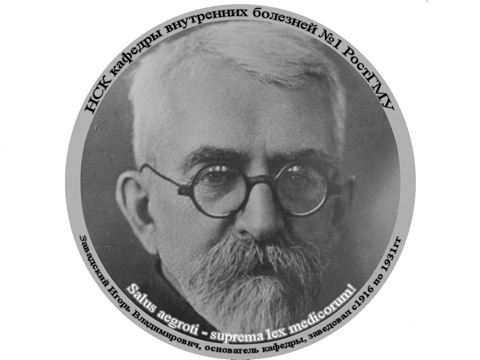 НСК кафедры внутренних болезней №1 РостГМУ
Salus aegroti - suprema lex medicorum!
Завадский Игорь Владимирович, основатель кафедры, заведовал с1916 по 1931гг